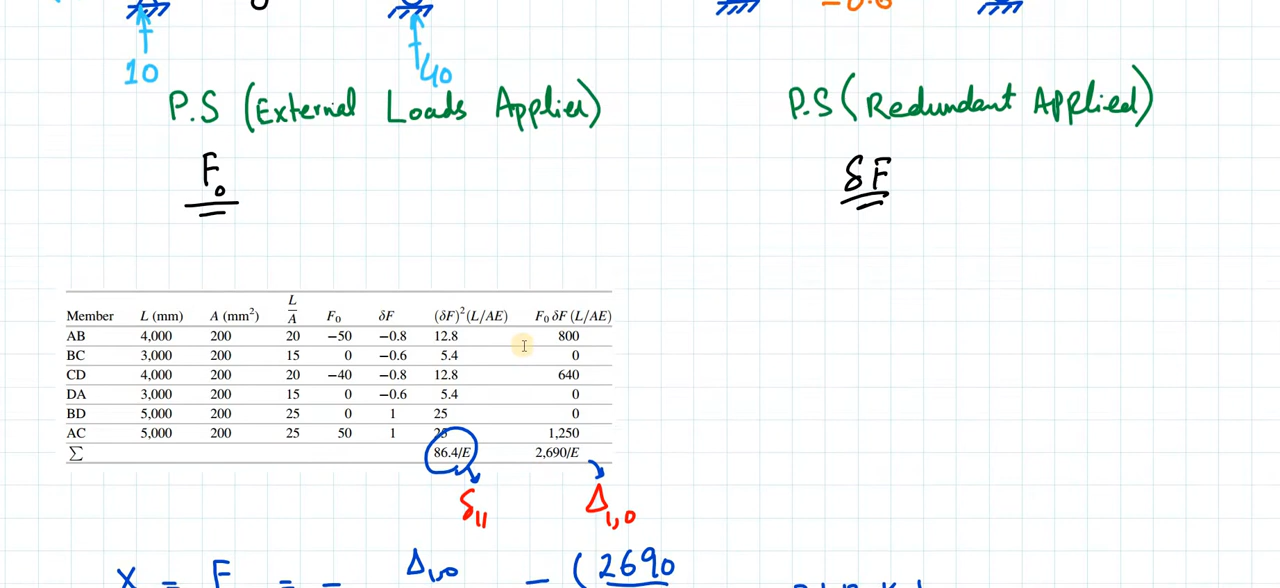 10
40
P.S (External Loads Applied)
P.S (Redundant Applied)
F₀
δF
Member L (mm) A (mm²) L/A F₀ δF (δF)²(L/AE) F₀ δF (L/AE)
AB 4,000 200 20 −50 −0.8 12.8 800
BC 3,000 200 15 0 −0.6 5.4 0
CD 4,000 200 20 −40 −0.8 12.8 640
DA 3,000 200 15 0 −0.6 5.4 0
BD 5,000 200 25 0 1 25 0
AC 5,000 200 25 50 1 25 1,250
∑ 86.4/E 2,690/E
δ₁₁
Δ₁,₀
X = F = − Δ₁,₀ − (2690